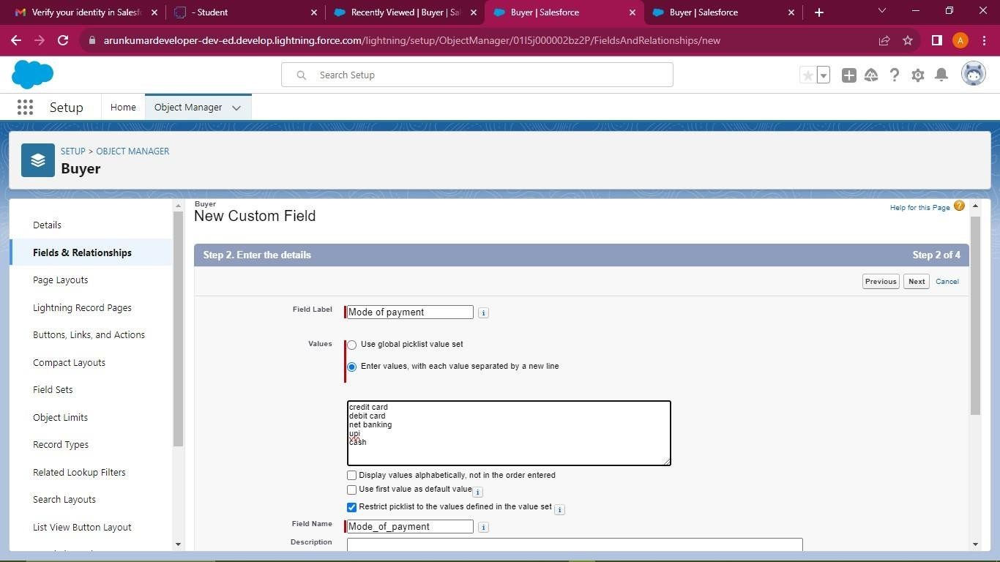 Verify your identity in Salesf
- Student
Recently Viewed | Buyer | Sal
Buyer | Salesforce
Buyer | Salesforce
arunkumardeveloper-dev-ed.develop.lightning.force.com/lightning/setup/ObjectManager/01I5j000002bz2P/FieldsAndRelationships/new
A
Search Setup
Setup
Home
Object Manager
SETUP > OBJECT MANAGER
Buyer
Details
Fields & Relationships
Page Layouts
Lightning Record Pages
Buttons, Links, and Actions
Compact Layouts
Field Sets
Object Limits
Record Types
Related Lookup Filters
Search Layouts
List View Button Layout
Buyer
New Custom Field
Help for this Page ?
Step 2. Enter the details
Step 2 of 4
Previous
Next
Cancel
Field Label
Mode of payment
i
Values
Use global picklist value set
Enter values, with each value separated by a new line
credit card
debit card
net banking
upi
cash
Display values alphabetically, not in the order entered
Use first value as default value i
Restrict picklist to the values defined in the value set i
Field Name
Mode_of_payment
i
Description